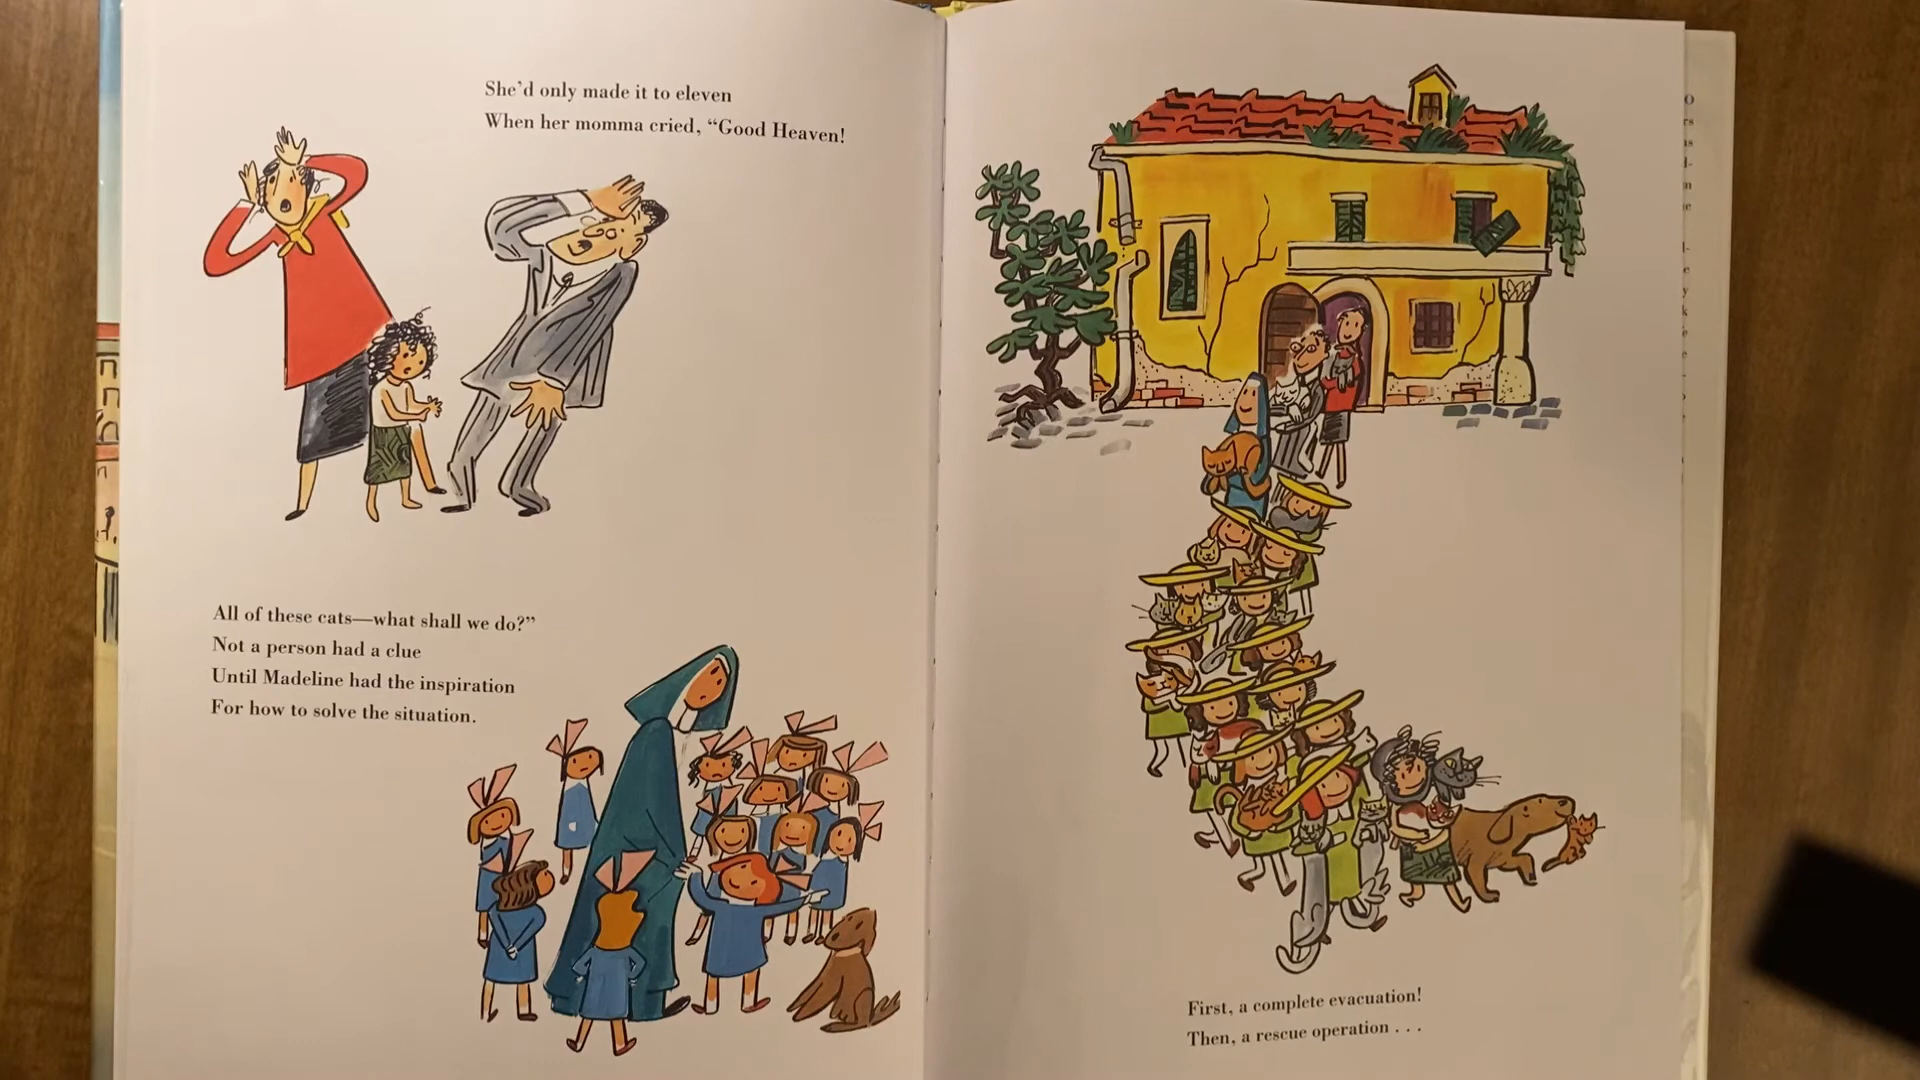 She'd only made it to eleven
When her momma cried, “Good Heaven!
All of these cats—what shall we do?”
Not a person had a clue
Until Madeline had the inspiration
For how to solve the situation.
First, a complete evacuation!
Then, a rescue operation . . .